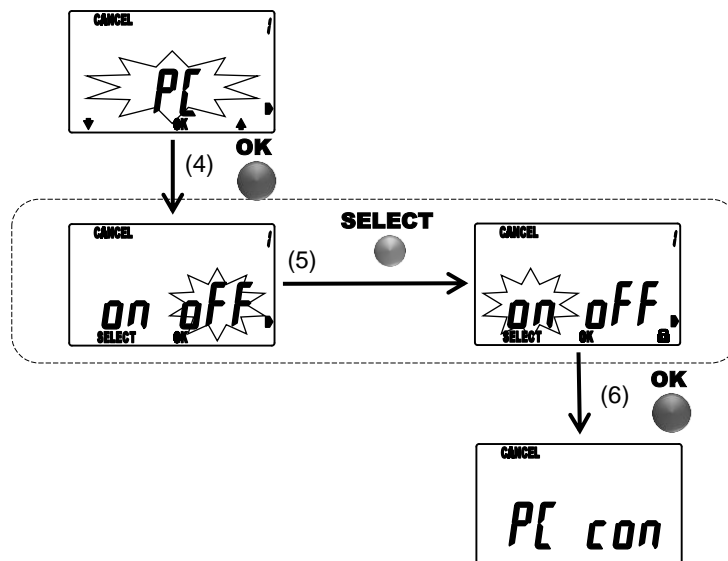 CANCEL 1
PC
OK
(4) OK
SELECT
(5)
CANCEL 1
on oFF
SELECT OK
CANCEL 1
on oFF
SELECT OK
(6) OK
CANCEL
PC con